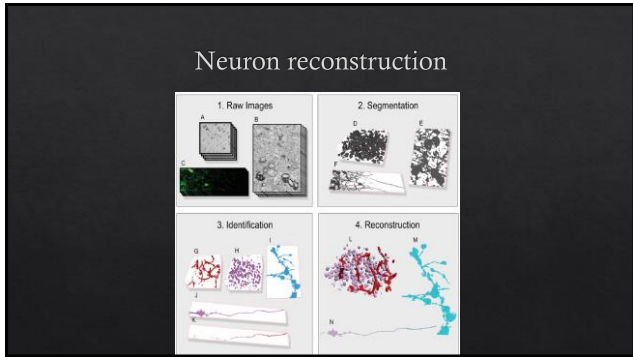 Neuron reconstruction
1. Raw Images
A
B
C
2. Segmentation
D
E
F
3. Identification
G
H
I
J
K
4. Reconstruction
L
M
N